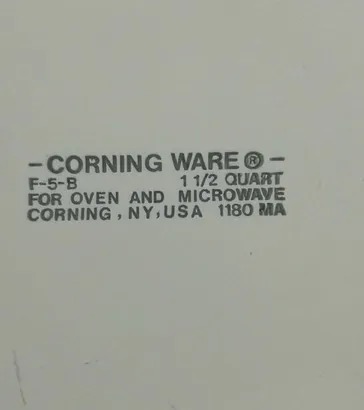 -CORNING WARE®-
F-5-B 1 1/2 QUART
FOR OVEN AND MICROWAVE
CORNING, NY, USA 1180 MA